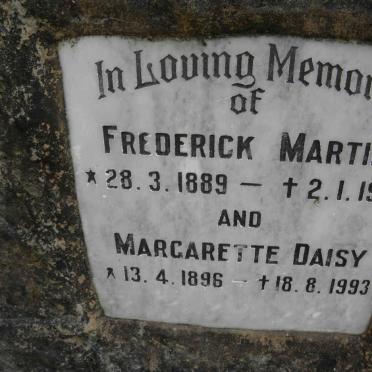 In Loving Memor
of
FREDERICK MARTI
* 28. 3. 1889 — † 2. 1. 19
AND
MARGARETTE DAISY
* 13. 4. 1896 — † 18. 8. 1993